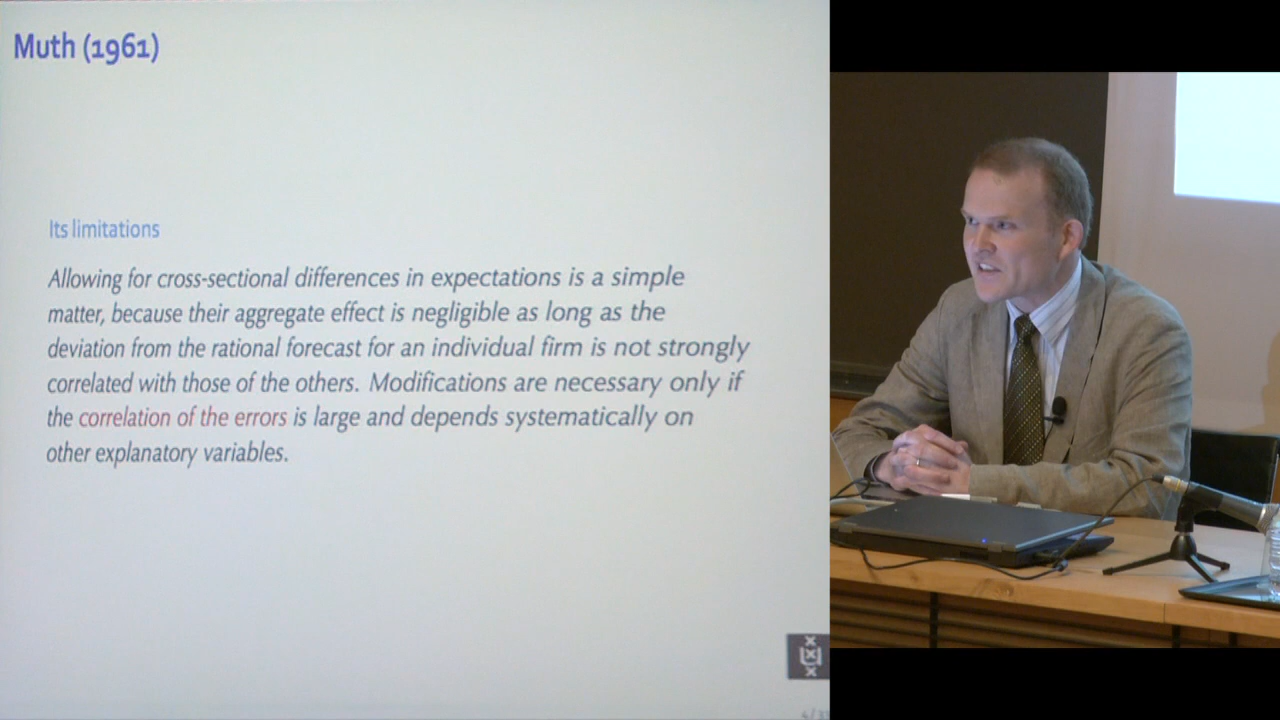 Muth (1961)
Its limitations
Allowing for cross-sectional differences in expectations is a simple
matter, because their aggregate effect is negligible as long as the
deviation from the rational forecast for an individual firm is not strongly
correlated with those of the others. Modifications are necessary only if
the correlation of the errors is large and depends systematically on
other explanatory variables.